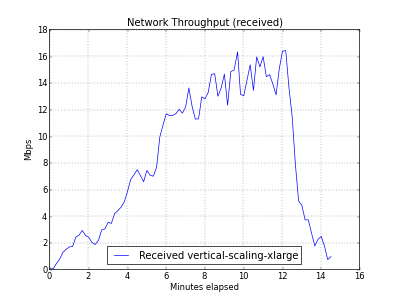 Network Throughput (received)
18
16
14
12
10
8
6
4
2
0
Mbps
Received vertical-scaling-xlarge
0 2 4 6 8 10 12 14 16
Minutes elapsed